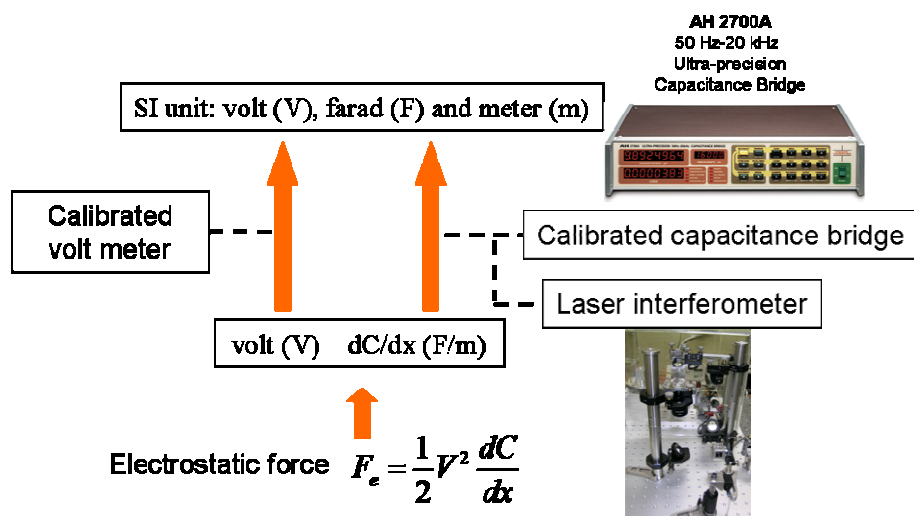 AH 2700A
50 Hz-20 kHz
Ultra-precision
Capacitance Bridge
SI unit: volt (V), farad (F) and meter (m)
Calibrated
volt meter
Calibrated capacitance bridge
Laser interferometer
volt (V) dC/dx (F/m)
Electrostatic force F_e = 1/2 V² dC/dx